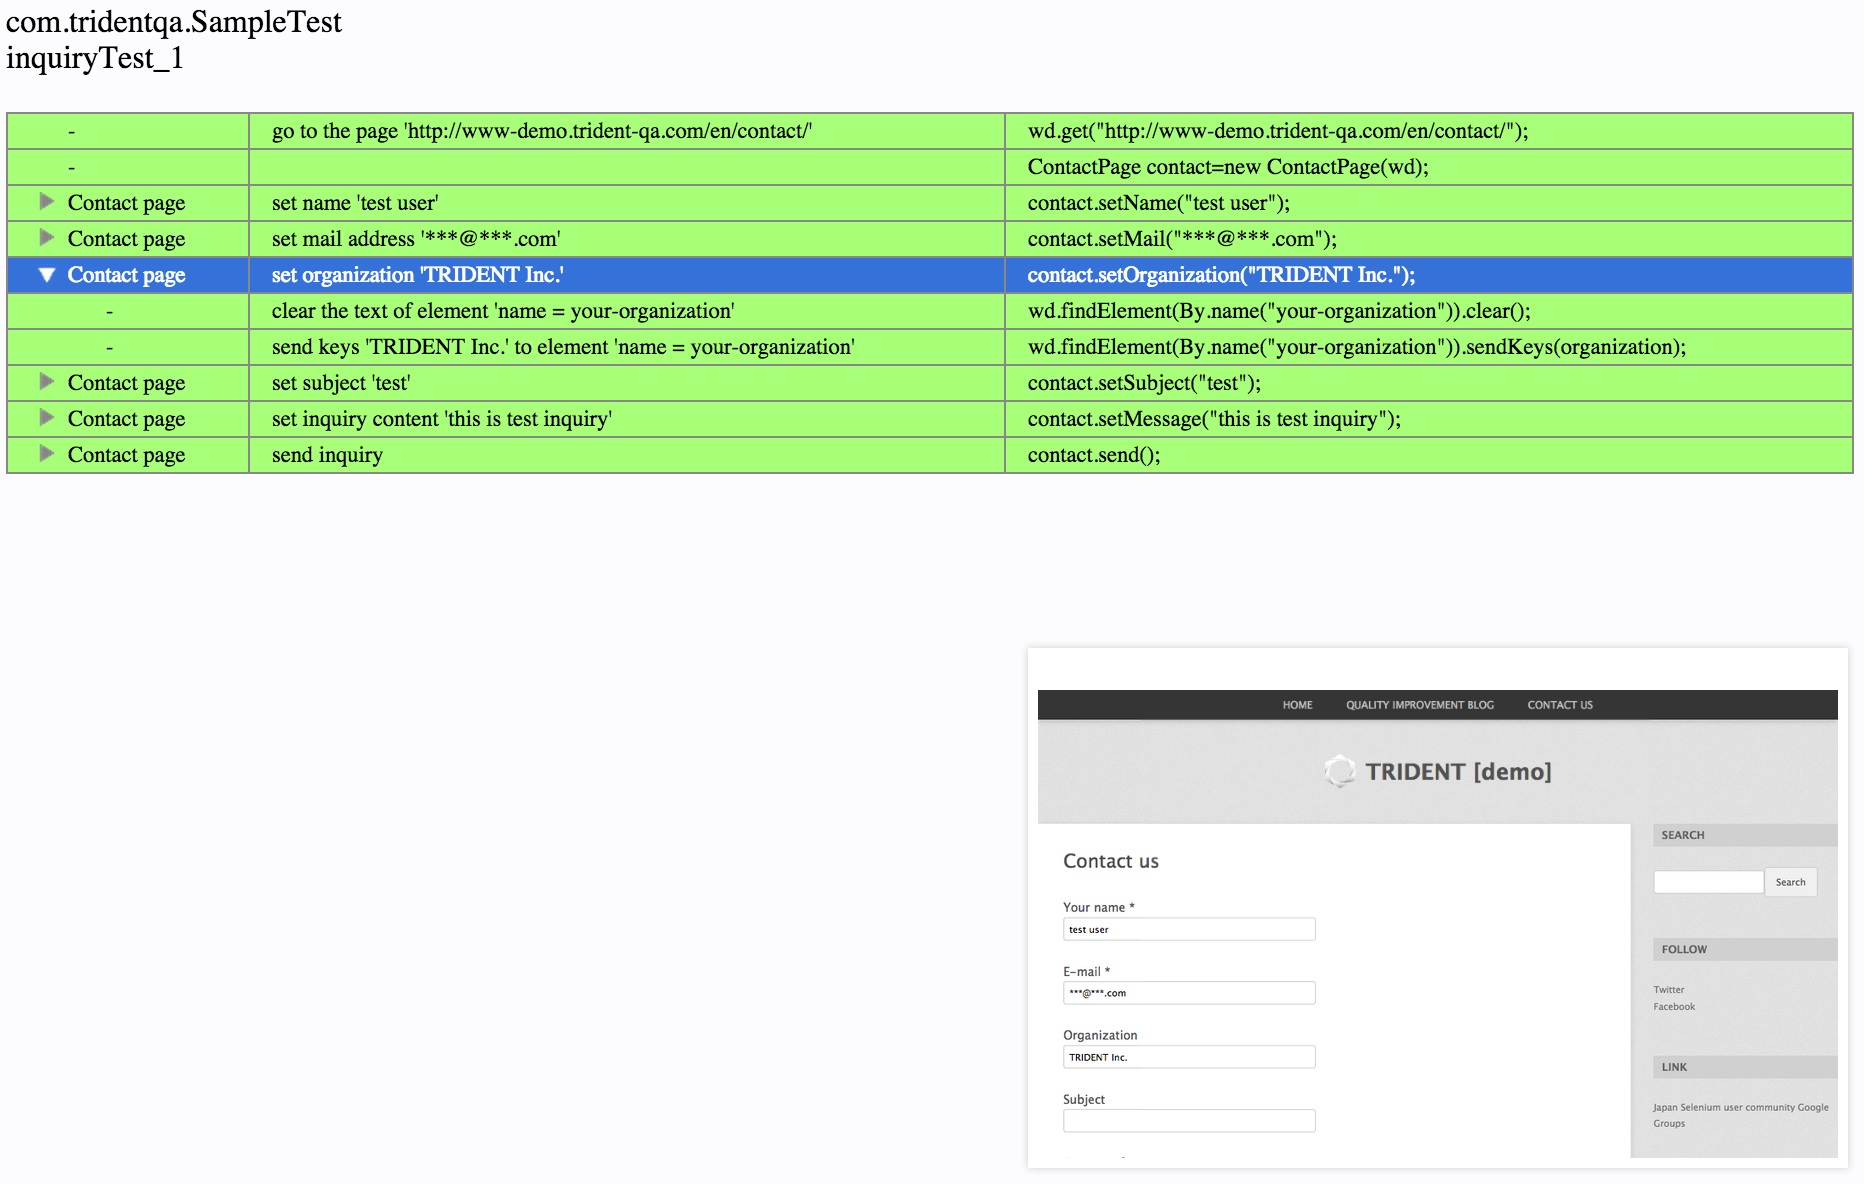 com.tridentqa.SampleTest
inquiryTest_1
- go to the page 'http://www-demo.trident-qa.com/en/contact/' wd.get("http://www-demo.trident-qa.com/en/contact/");
- ContactPage contact=new ContactPage(wd);
Contact page set name 'test user' contact.setName("test user");
Contact page set mail address '***@***.com' contact.setMail("***@***.com");
Contact page set organization 'TRIDENT Inc.' contact.setOrganization("TRIDENT Inc.");
- clear the text of element 'name = your-organization' wd.findElement(By.name("your-organization")).clear();
- send keys 'TRIDENT Inc.' to element 'name = your-organization' wd.findElement(By.name("your-organization")).sendKeys(organization);
Contact page set subject 'test' contact.setSubject("test");
Contact page set inquiry content 'this is test inquiry' contact.setMessage("this is test inquiry");
Contact page send inquiry contact.send();
HOME QUALITY IMPROVEMENT BLOG CONTACT US
TRIDENT [demo]
Contact us
Your name *
test user
E-mail *
***@***.com
Organization
TRIDENT Inc.
Subject
SEARCH
Search
FOLLOW
Twitter
Facebook
LINK
Japan Selenium user community Google
Groups